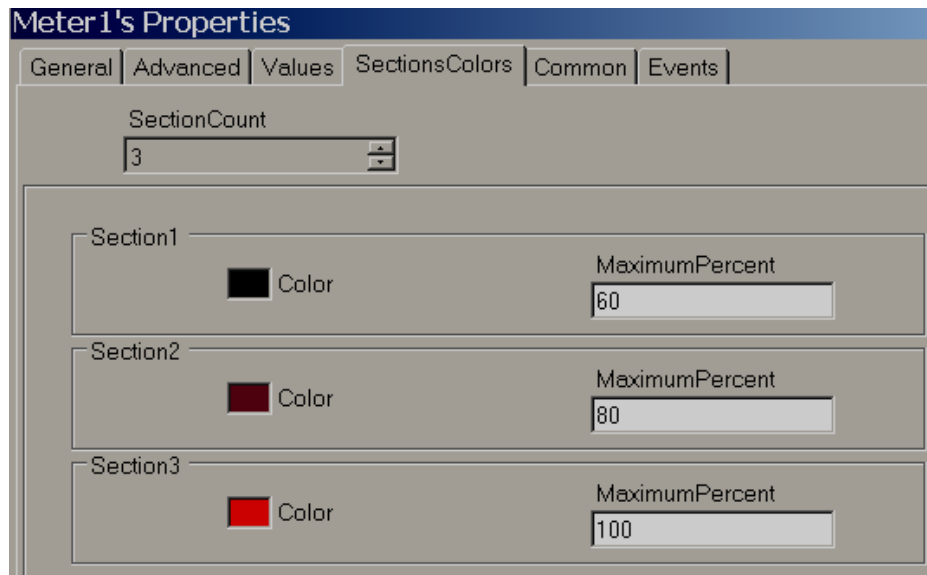 Meter1's Properties
General Advanced Values SectionsColors Common Events
SectionCount
3
Section1
Color
MaximumPercent
60
Section2
Color
MaximumPercent
80
Section3
Color
MaximumPercent
100